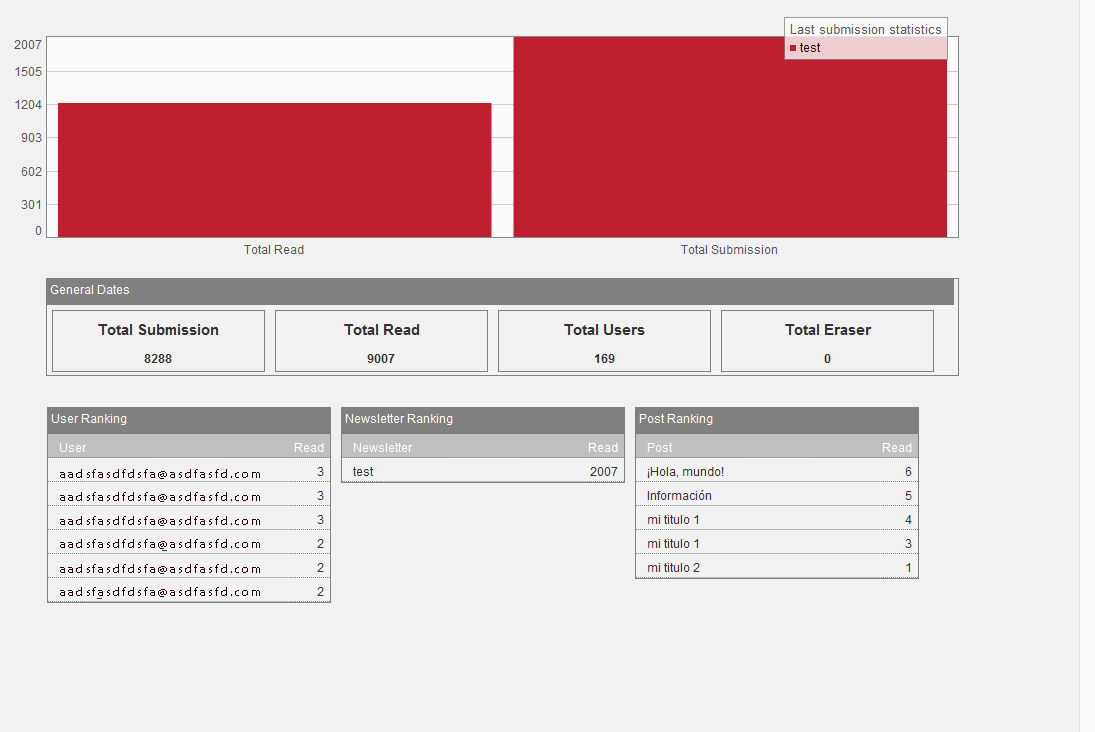 Last submission statistics
test
2007
1505
1204
903
602
301
0
Total Read Total Submission
General Dates
Total Submission Total Read Total Users Total Eraser
8288 9007 169 0
User Ranking
User Read
aadsfasdfdsfa@asdfasfd.com 3
aadsfasdfdsfa@asdfasfd.com 3
aadsfasdfdsfa@asdfasfd.com 3
aadsfasdfdsfa@asdfasfd.com 2
aadsfasdfdsfa@asdfasfd.com 2
aadsfasdfdsfa@asdfasfd.com 2
Newsletter Ranking
Newsletter Read
test 2007
Post Ranking
Post Read
¡Hola, mundo! 6
Información 5
mi titulo 1 4
mi titulo 1 3
mi titulo 2 1